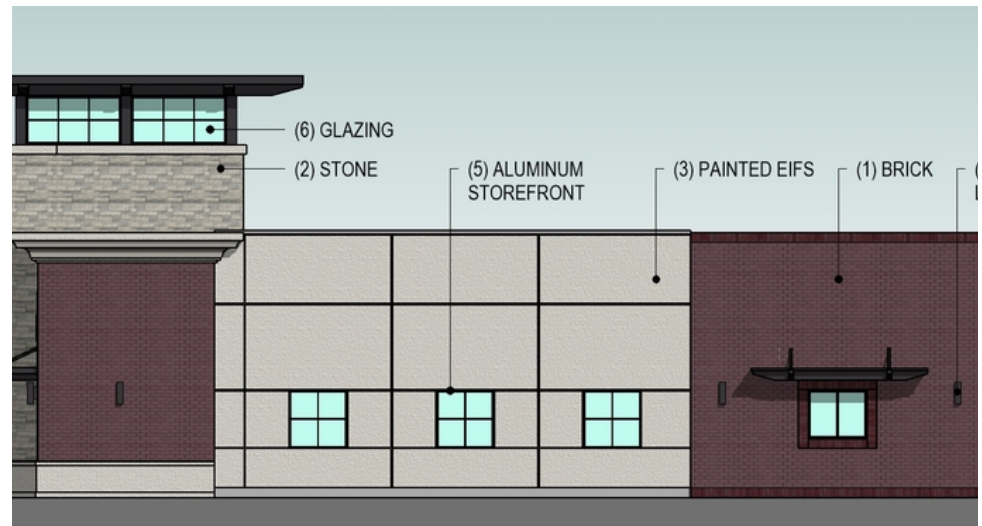 (6) GLAZING
(2) STONE
(5) ALUMINUM
STOREFRONT
(3) PAINTED EIFS
(1) BRICK